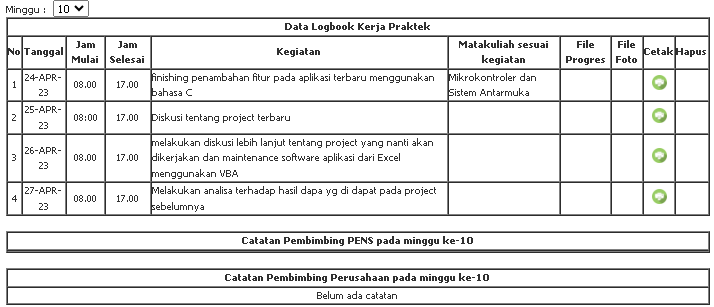 Minggu : 10
Data Logbook Kerja Praktek
No Tanggal Jam Mulai Jam Selesai Kegiatan Matakuliah sesuai kegiatan File Progres File Foto Cetak Hapus
1 24-APR-23 08.00 17.00 finishing penambahan fitur pada aplikasi terbaru menggunakan bahasa C Mikrokontroler dan Sistem Antarmuka
2 25-APR-23 08:00 17.00 Diskusi tentang project terbaru
3 26-APR-23 08.00 17.00 melakukan diskusi lebih lanjut tentang project yang nanti akan dikerjakan dan maintenance software aplikasi dari Excel menggunakan VBA
4 27-APR-23 08.00 17.00 Melakukan analisa terhadap hasil dapa yg di dapat pada project sebelumnya
Catatan Pembimbing PENS pada minggu ke-10
Catatan Pembimbing Perusahaan pada minggu ke-10
Belum ada catatan